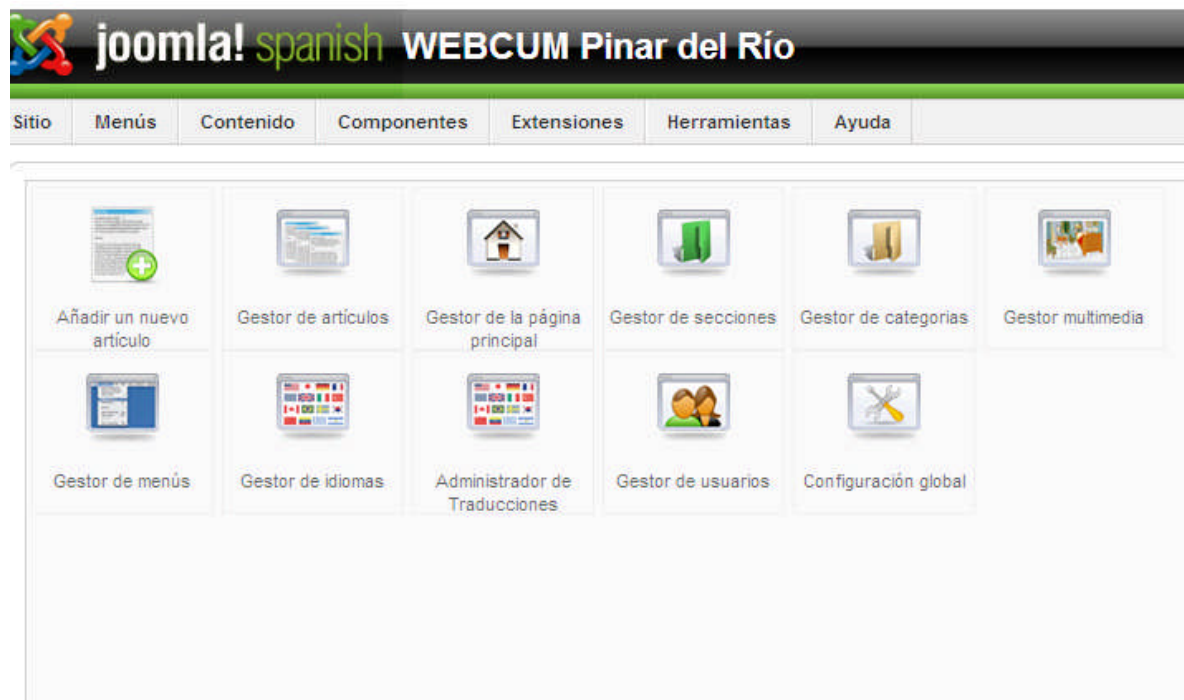 joomla! spanish WEBCUM Pinar del Río
Sitio Menús Contenido Componentes Extensiones Herramientas Ayuda
Añadir un nuevo
artículo
Gestor de artículos
Gestor de la página
principal
Gestor de secciones
Gestor de categorias
Gestor multimedia
Gestor de menús
Gestor de idiomas
Administrador de
Traducciones
Gestor de usuarios
Configuración global